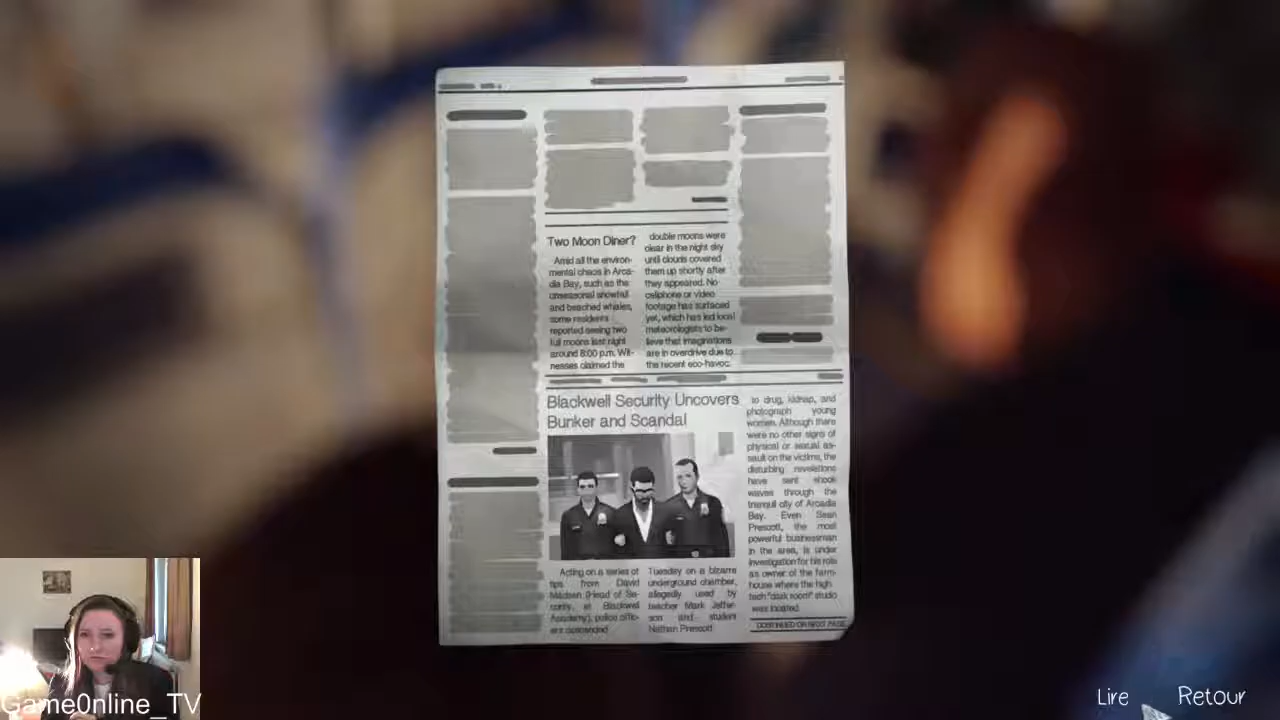 Two Moon Diner?
Amid all the environ-
mental chaos in Arca-
dia Bay, such as the
unseasonal snowfall
and beached whales,
some residents
reported seeing two
full moons last night
around 8:00 p.m. Wit-
nesses claimed the
double moons were
clear in the night sky
until clouds covered
them up shortly after
they appeared. No
cellphone or video
footage has surfaced
yet, which has led local
meteorologists to be-
lieve that imaginations
are in overdrive due to
the recent eco-havoc.
Blackwell Security Uncovers
Bunker and Scandal
Acting on a series of
tips from David
Madsen (Head of Se-
curity at Blackwell
Academy), police offic-
ers descended
Tuesday on a bizarre
underground chamber,
allegedly used by
teacher Mark Jeffer-
son and student
Nathan Prescott
to drug, kidnap, and
photograph young
women. Although there
were no other signs of
physical or sexual as-
sault on the victims, the
disturbing revelations
have sent shock
waves through the
tranquil city of Arcadia
Bay. Even Sean
Prescott, the most
powerful businessman
in the area, is under
investigation for his role
as owner of the farm-
house where the high-
tech "dark room" studio
was located.
CONTINUED ON NEXT PAGE
Game0nline_TV
Lire
Retour